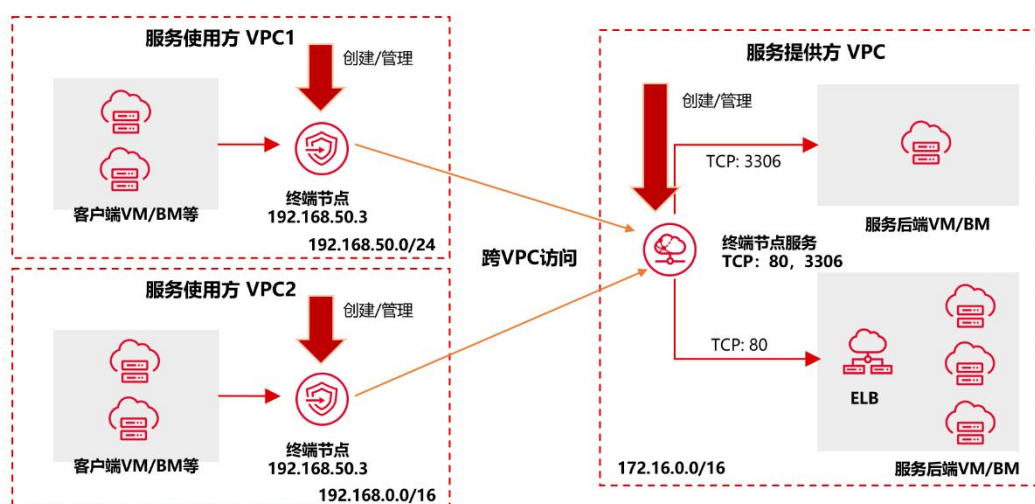 服务使用方 VPC1
创建/管理
客户端VM/BM等
终端节点
192.168.50.3
192.168.50.0/24
服务使用方 VPC2
创建/管理
客户端VM/BM等
终端节点
192.168.50.3
192.168.0.0/16
跨VPC访问
服务提供方 VPC
创建/管理
TCP: 3306
服务后端VM/BM
终端节点服务
TCP：80，3306
TCP: 80
ELB
172.16.0.0/16
服务后端VM/BM